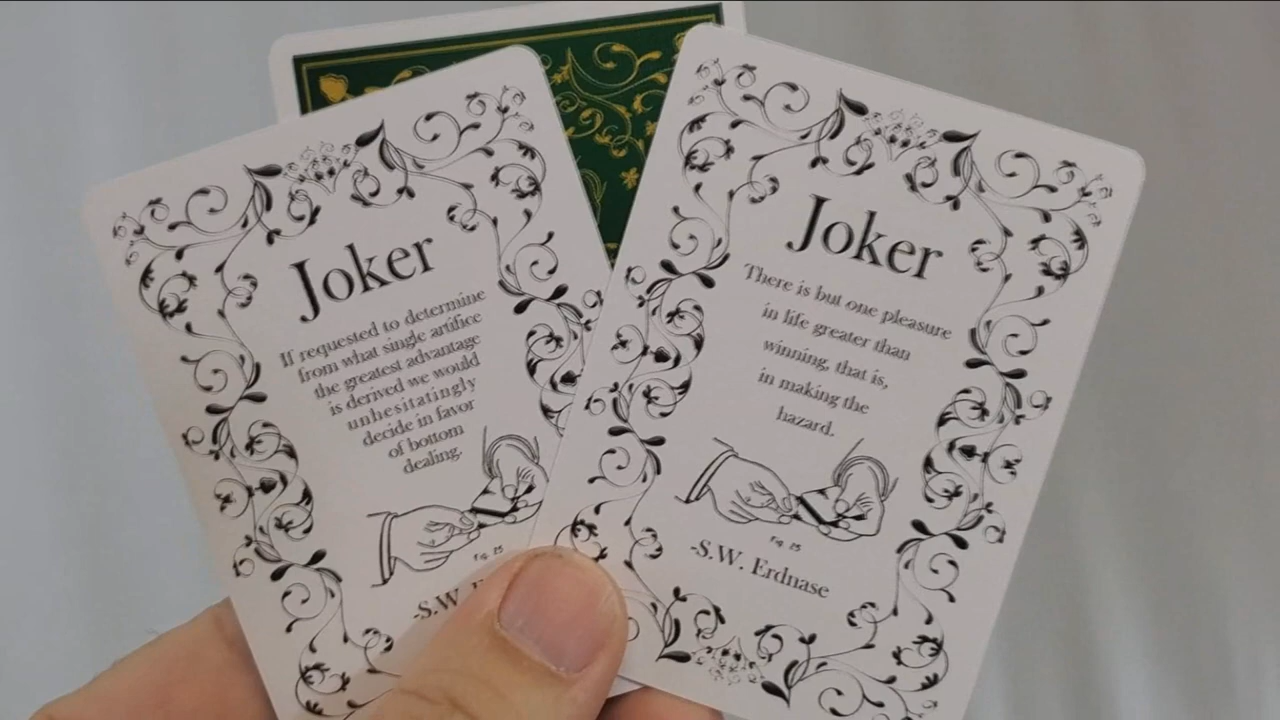 Joker
If requested to determine
from what single artifice
the greatest advantage
is derived we would
unhesitatingly
decide in favor
of bottom
dealing.
Fig. 25
-S.W.
Joker
There is but one pleasure
in life greater than
winning, that is,
in making the
hazard.
Fig. 25
-S.W. Erdnase